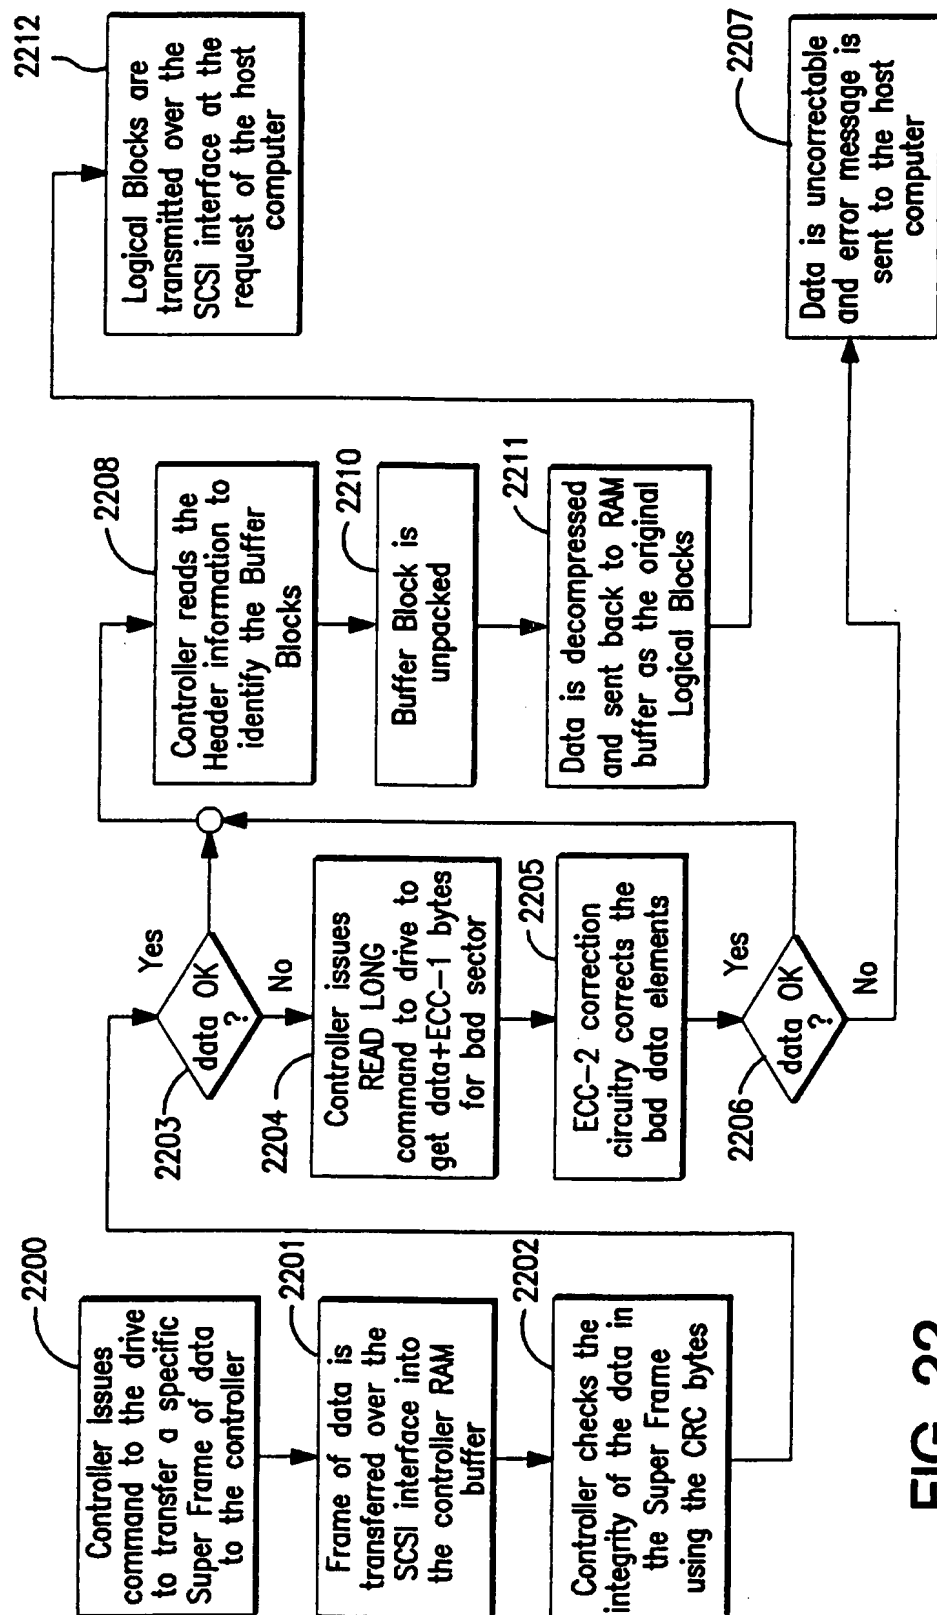 2200
Controller Issues
command to the drive
to transfer a specific
Super Frame of data
to the controller
2201
Frame of data is
transferred over the
SCSI interface into
the controller RAM
buffer
2202
Controller checks the
integrity of the data in
the Super Frame
using the CRC bytes
2203
data OK
?
Yes
No
2204
Controller issues
READ LONG
command to drive to
get data+ECC-1 bytes
for bad sector
2205
ECC-2 correction
circuitry corrects the
bad data elements
2206
data OK
?
Yes
No
2208
Controller reads the
Header information to
identify the Buffer
Blocks
2210
Buffer Block is
unpacked
2211
Data is decompressed
and sent back to RAM
buffer as the original
Logical Blocks
2212
Logical Blocks are
transmitted over the
SCSI interface at the
request of the host
computer
2207
Data is uncorrectable
and error message is
sent to the host
computer
FIG. 22